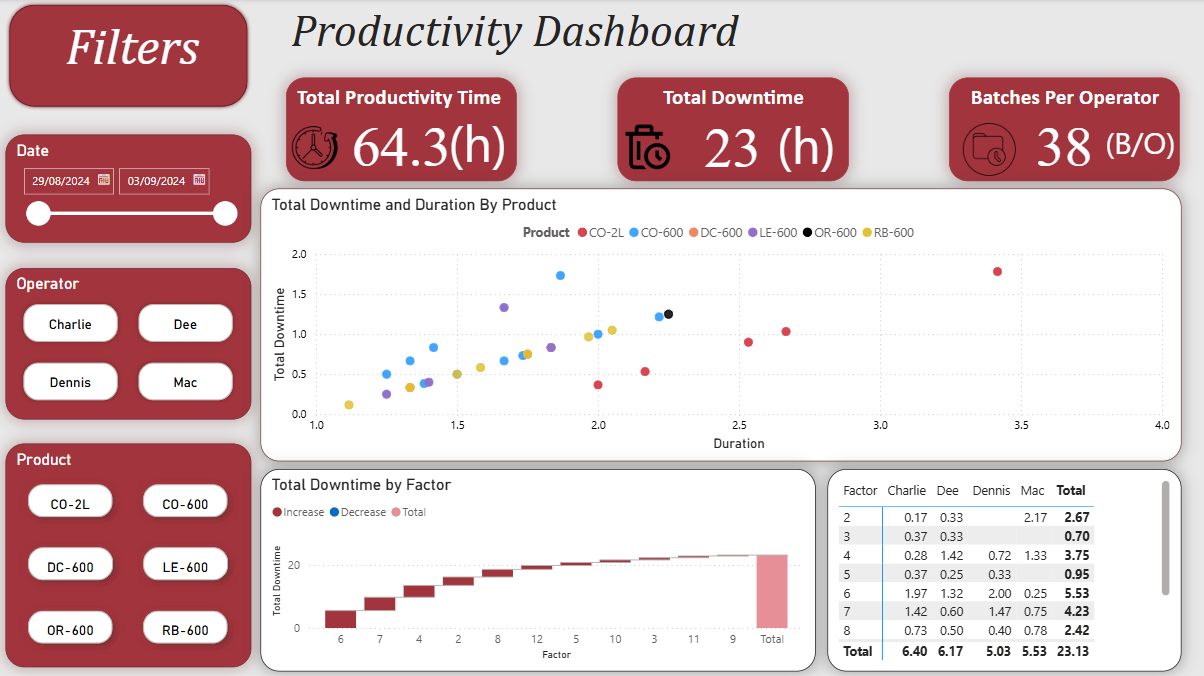 Filters
Productivity Dashboard
Total Productivity Time
64.3(h)
Total Downtime
23 (h)
Batches Per Operator
38 (B/O)
Date
29/08/2024 03/09/2024
Operator
Charlie Dee
Dennis Mac
Product
CO-2L CO-600
DC-600 LE-600
OR-600 RB-600
Total Downtime and Duration By Product
Product CO-2L CO-600 DC-600 LE-600 OR-600 RB-600
Total Downtime
2.0
1.5
1.0
0.5
0.0
1.0 1.5 2.0 2.5 3.0 3.5 4.0
Duration
Total Downtime by Factor
Increase Decrease Total
Total Downtime
20
0
6 7 4 2 8 12 5 10 3 11 9 Total
Factor
Factor Charlie Dee Dennis Mac Total
2 0.17 0.33 2.17 2.67
3 0.37 0.33 0.70
4 0.28 1.42 0.72 1.33 3.75
5 0.37 0.25 0.33 0.95
6 1.97 1.32 2.00 0.25 5.53
7 1.42 0.60 1.47 0.75 4.23
8 0.73 0.50 0.40 0.78 2.42
Total 6.40 6.17 5.03 5.53 23.13